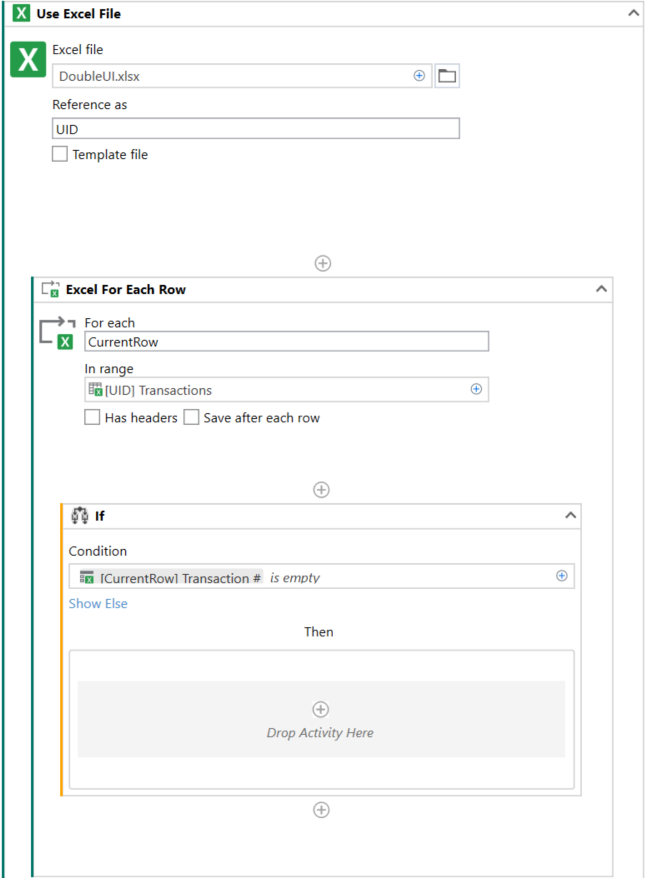 Use Excel File
Excel file
DoubleUI.xlsx
Reference as
UID
Template file
Excel For Each Row
For each
CurrentRow
In range
[UID] Transactions
Has headers Save after each row
If
Condition
[CurrentRow] Transaction # is empty
Show Else
Then
Drop Activity Here